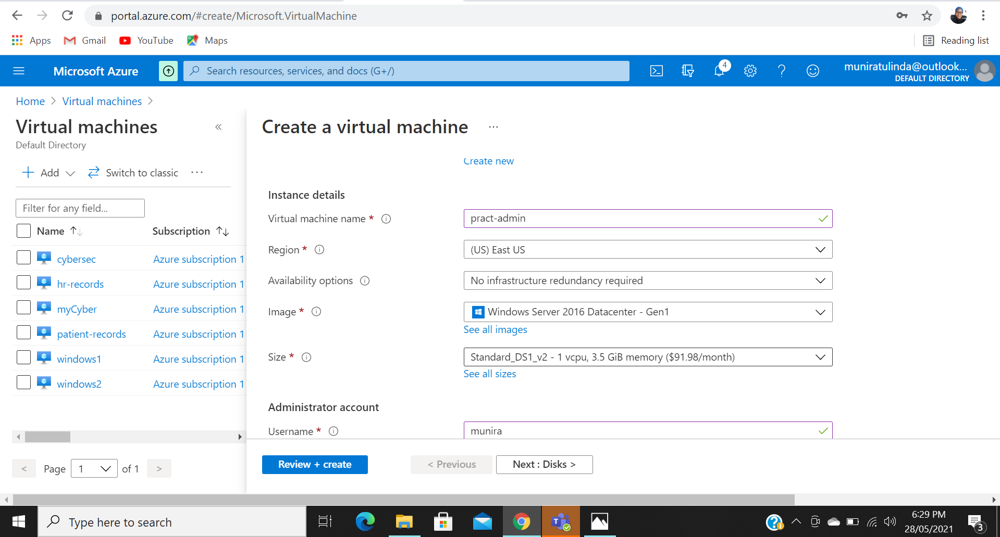 portal.azure.com/#create/Microsoft.VirtualMachine
Apps Gmail YouTube Maps Reading list
Microsoft Azure Search resources, services, and docs (G+/) 4 muniratulinda@outlook...
DEFAULT DIRECTORY
Home > Virtual machines >
Virtual machines «
Default Directory
+ Add Switch to classic ...
Filter for any field...
Name ↑↓ Subscription ↑↓
cybersec Azure subscription 1
hr-records Azure subscription 1
myCyber Azure subscription 1
patient-records Azure subscription 1
windows1 Azure subscription 1
windows2 Azure subscription 1
< Page 1 of 1 >
Create a virtual machine ...
Create new
Instance details
Virtual machine name * pract-admin
Region * (US) East US
Availability options No infrastructure redundancy required
Image * Windows Server 2016 Datacenter - Gen1
See all images
Size * Standard_DS1_v2 - 1 vcpu, 3.5 GiB memory ($91.98/month)
See all sizes
Administrator account
Username * munira
Review + create < Previous Next : Disks >
Type here to search
6:29 PM
28/05/2021
3